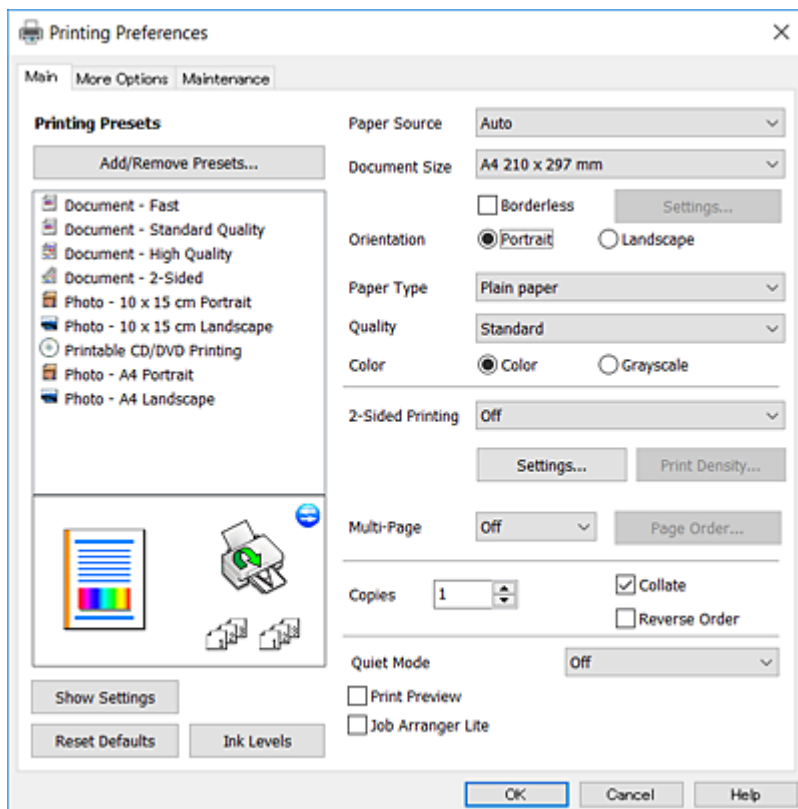 Printing Preferences
Main More Options Maintenance
Printing Presets
Add/Remove Presets...
Document - Fast
Document - Standard Quality
Document - High Quality
Document - 2-Sided
Photo - 10 x 15 cm Portrait
Photo - 10 x 15 cm Landscape
Printable CD/DVD Printing
Photo - A4 Portrait
Photo - A4 Landscape
Show Settings
Reset Defaults Ink Levels
Paper Source Auto
Document Size A4 210 x 297 mm
Borderless Settings...
Orientation Portrait Landscape
Paper Type Plain paper
Quality Standard
Color Color Grayscale
2-Sided Printing Off
Settings... Print Density...
Multi-Page Off Page Order...
Copies 1 Collate
Reverse Order
Quiet Mode Off
Print Preview
Job Arranger Lite
OK Cancel Help